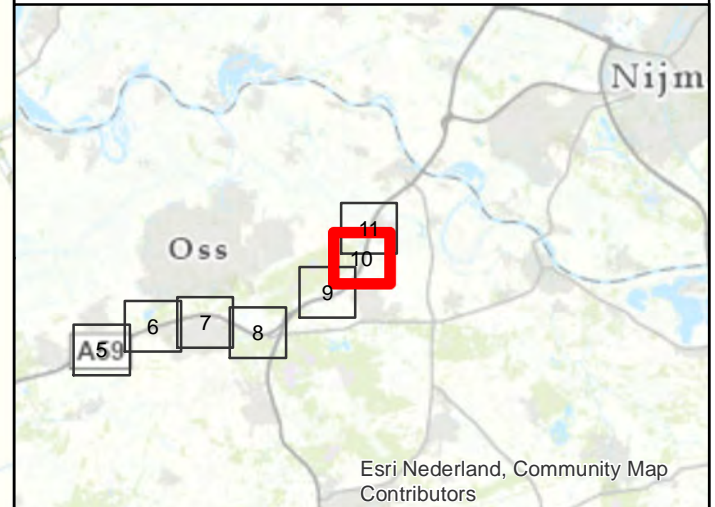 Nijm
11
Oss
10
9
6
7
8
A59
5
Esri Nederland, Community Map
Contributors